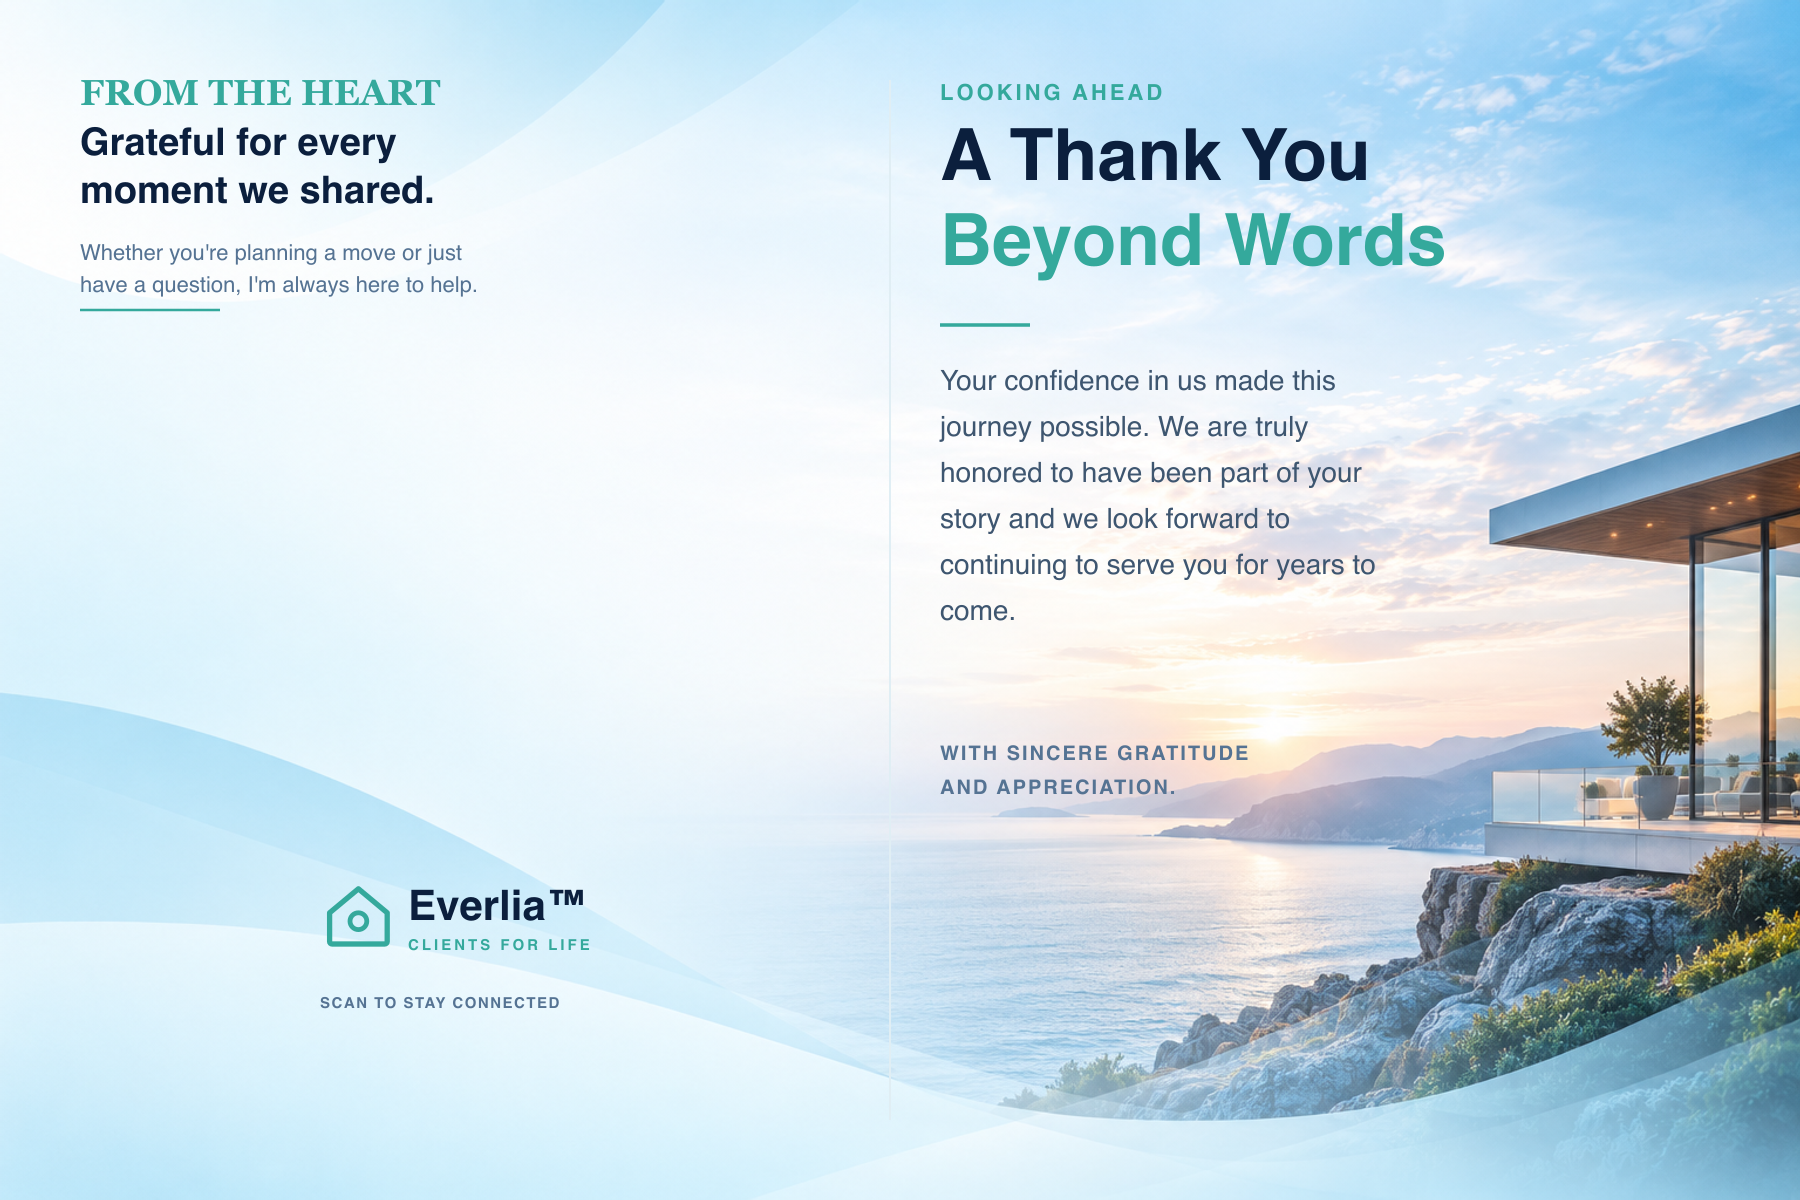 FROM THE HEART
Grateful for every
moment we shared.
Whether you're planning a move or just
have a question, I'm always here to help.
Everlia™
CLIENTS FOR LIFE
SCAN TO STAY CONNECTED
LOOKING AHEAD
A Thank You
Beyond Words
Your confidence in us made this
journey possible. We are truly
honored to have been part of your
story and we look forward to
continuing to serve you for years to
come.
WITH SINCERE GRATITUDE
AND APPRECIATION.